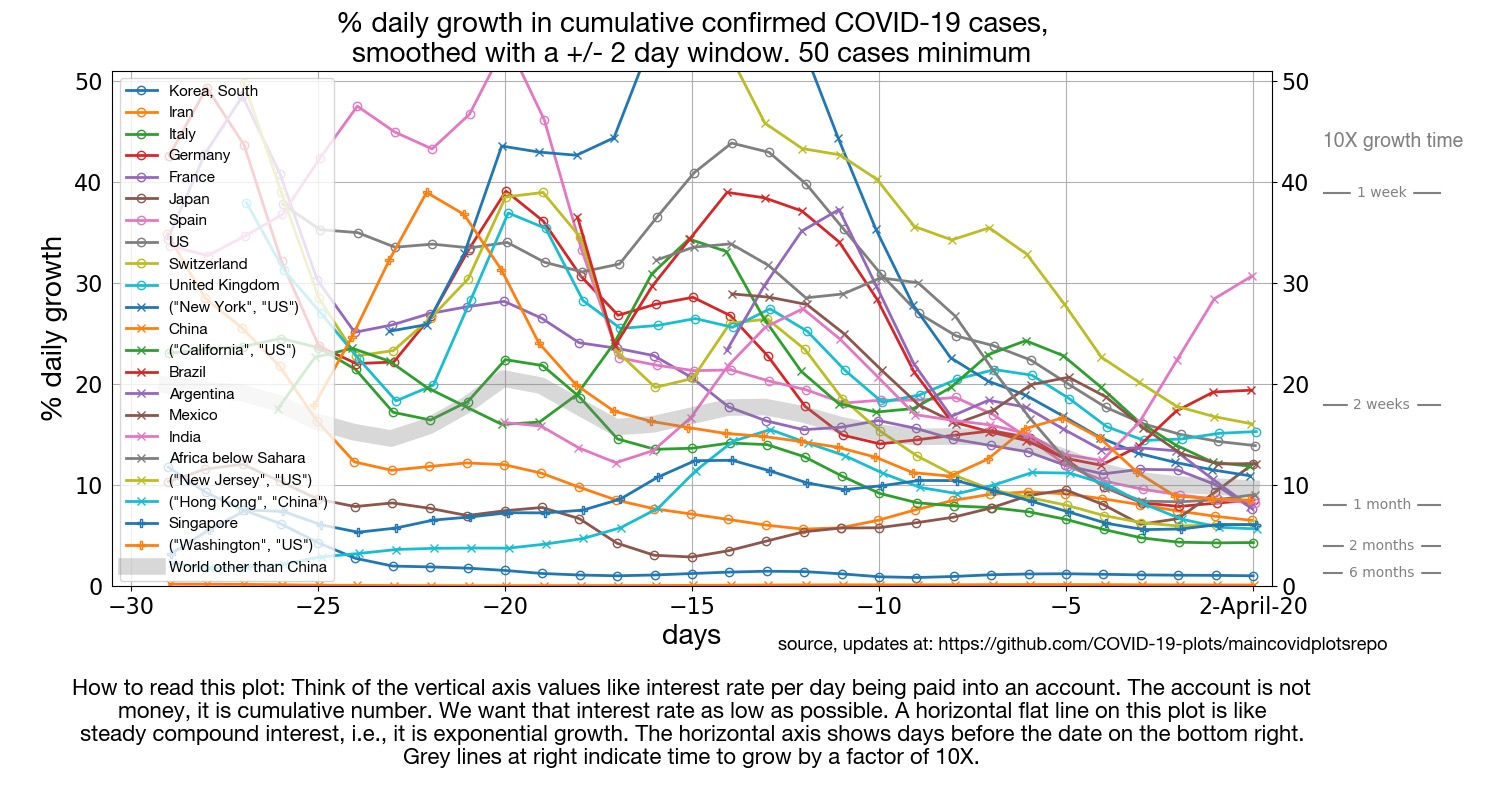 % daily growth in cumulative confirmed COVID-19 cases,
smoothed with a +/- 2 day window. 50 cases minimum
50
40
30
20
10
0
% daily growth
Korea, South
Iran
Italy
Germany
France
Japan
Spain
US
Switzerland
United Kingdom
("New York", "US")
China
("California", "US")
Brazil
Argentina
Mexico
India
Africa below Sahara
("New Jersey", "US")
("Hong Kong", "China")
Singapore
("Washington", "US")
World other than China
50
40
30
20
10
0
10X growth time
1 week
2 weeks
1 month
2 months
6 months
−30 −25 −20 −15 −10 −5 2-April-20
days
source, updates at: https://github.com/COVID-19-plots/maincovidplotsrepo
How to read this plot: Think of the vertical axis values like interest rate per day being paid into an account. The account is not
money, it is cumulative number. We want that interest rate as low as possible. A horizontal flat line on this plot is like
steady compound interest, i.e., it is exponential growth. The horizontal axis shows days before the date on the bottom right.
Grey lines at right indicate time to grow by a factor of 10X.